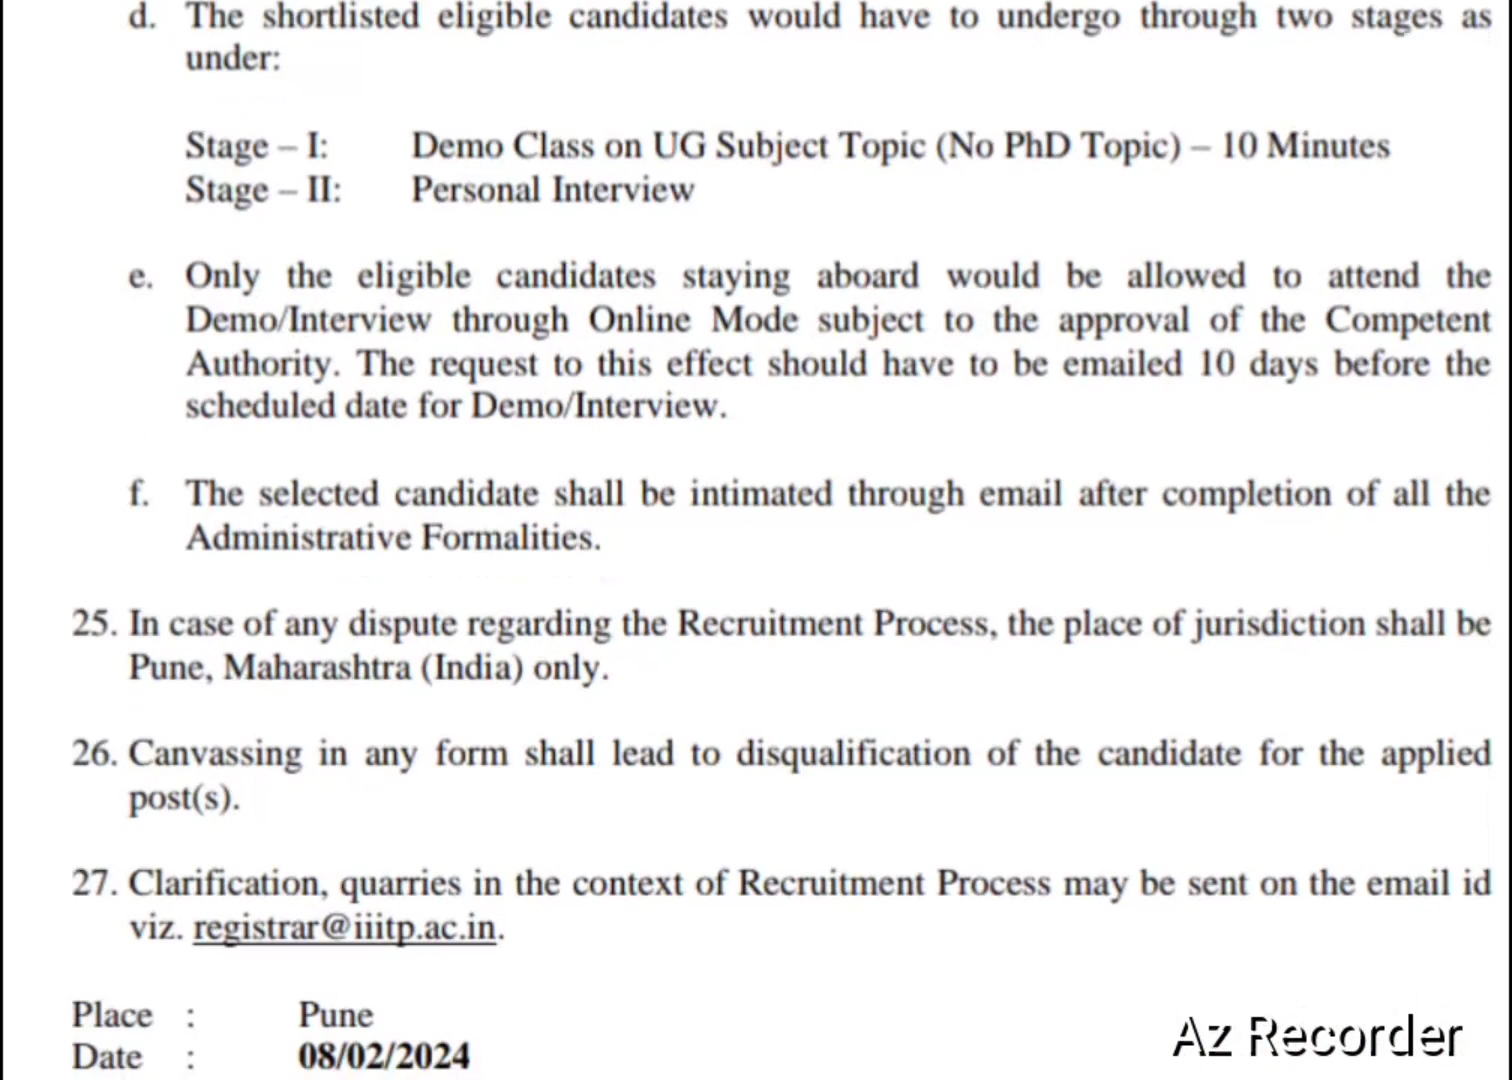 d. The shortlisted eligible candidates would have to undergo through two stages as
under:
Stage – I: Demo Class on UG Subject Topic (No PhD Topic) – 10 Minutes
Stage – II: Personal Interview
e. Only the eligible candidates staying aboard would be allowed to attend the
Demo/Interview through Online Mode subject to the approval of the Competent
Authority. The request to this effect should have to be emailed 10 days before the
scheduled date for Demo/Interview.
f. The selected candidate shall be intimated through email after completion of all the
Administrative Formalities.
25. In case of any dispute regarding the Recruitment Process, the place of jurisdiction shall be
Pune, Maharashtra (India) only.
26. Canvassing in any form shall lead to disqualification of the candidate for the applied
post(s).
27. Clarification, quarries in the context of Recruitment Process may be sent on the email id
viz. registrar@iiitp.ac.in.
Place : Pune
Date : 08/02/2024
Az Recorder